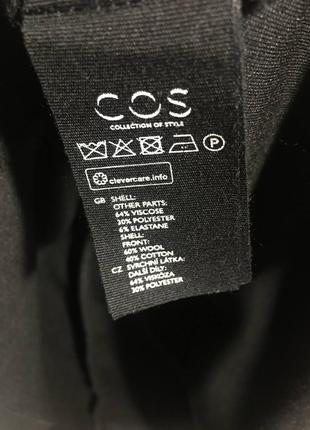 COS
COLLECTION OF STYLE
P
clevercare.info
GB SHELL:
OTHER PARTS:
64% VISCOSE
30% POLYESTER
6% ELASTANE
SHELL:
FRONT:
60% WOOL
40% COTTON
CZ SVRCHNÍ LÁTKA:
DALŠÍ DÍLY:
64% VISKÓZA
30% POLYESTER